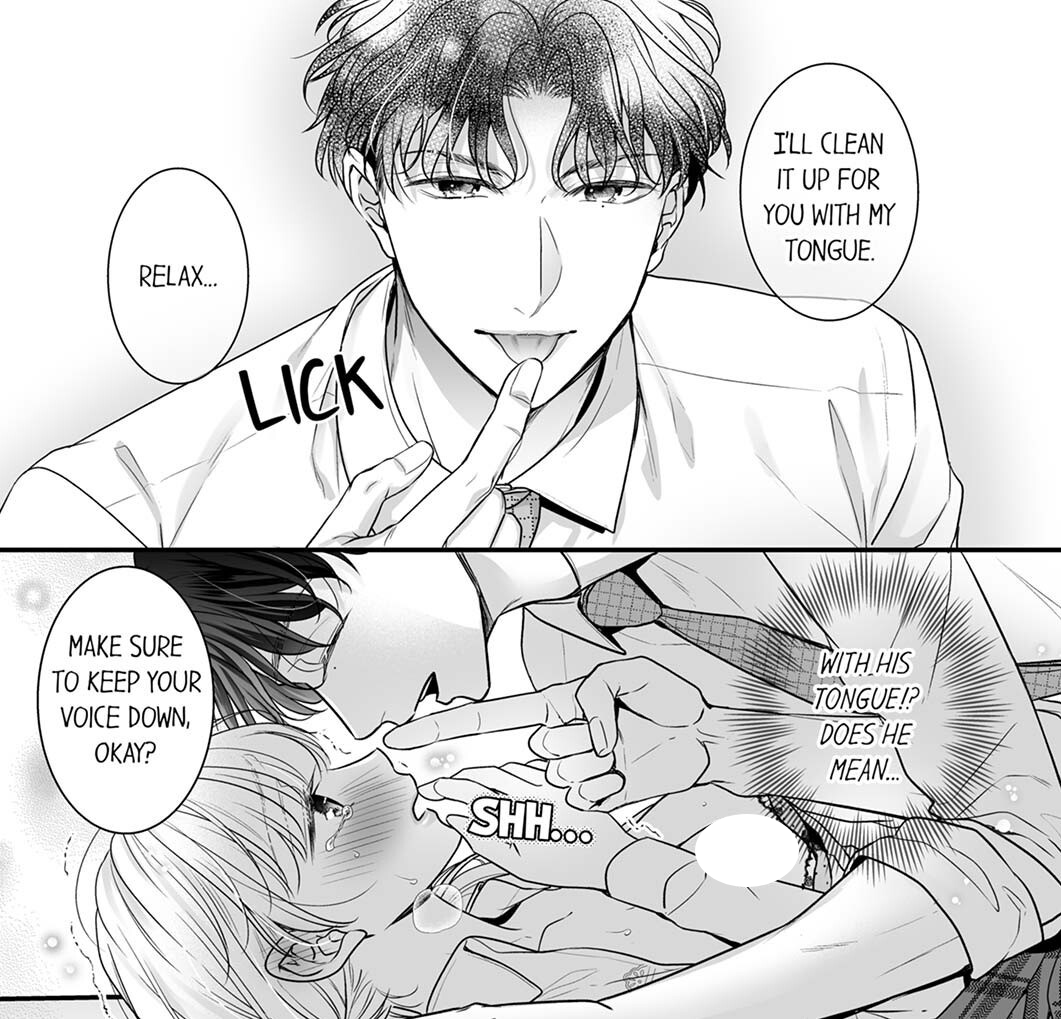 I'LL CLEAN
IT UP FOR
YOU WITH MY
TONGUE.
RELAX...
LICK
MAKE SURE
TO KEEP YOUR
VOICE DOWN,
OKAY?
WITH HIS
TONGUE!?
DOES HE
MEAN...
SHH...